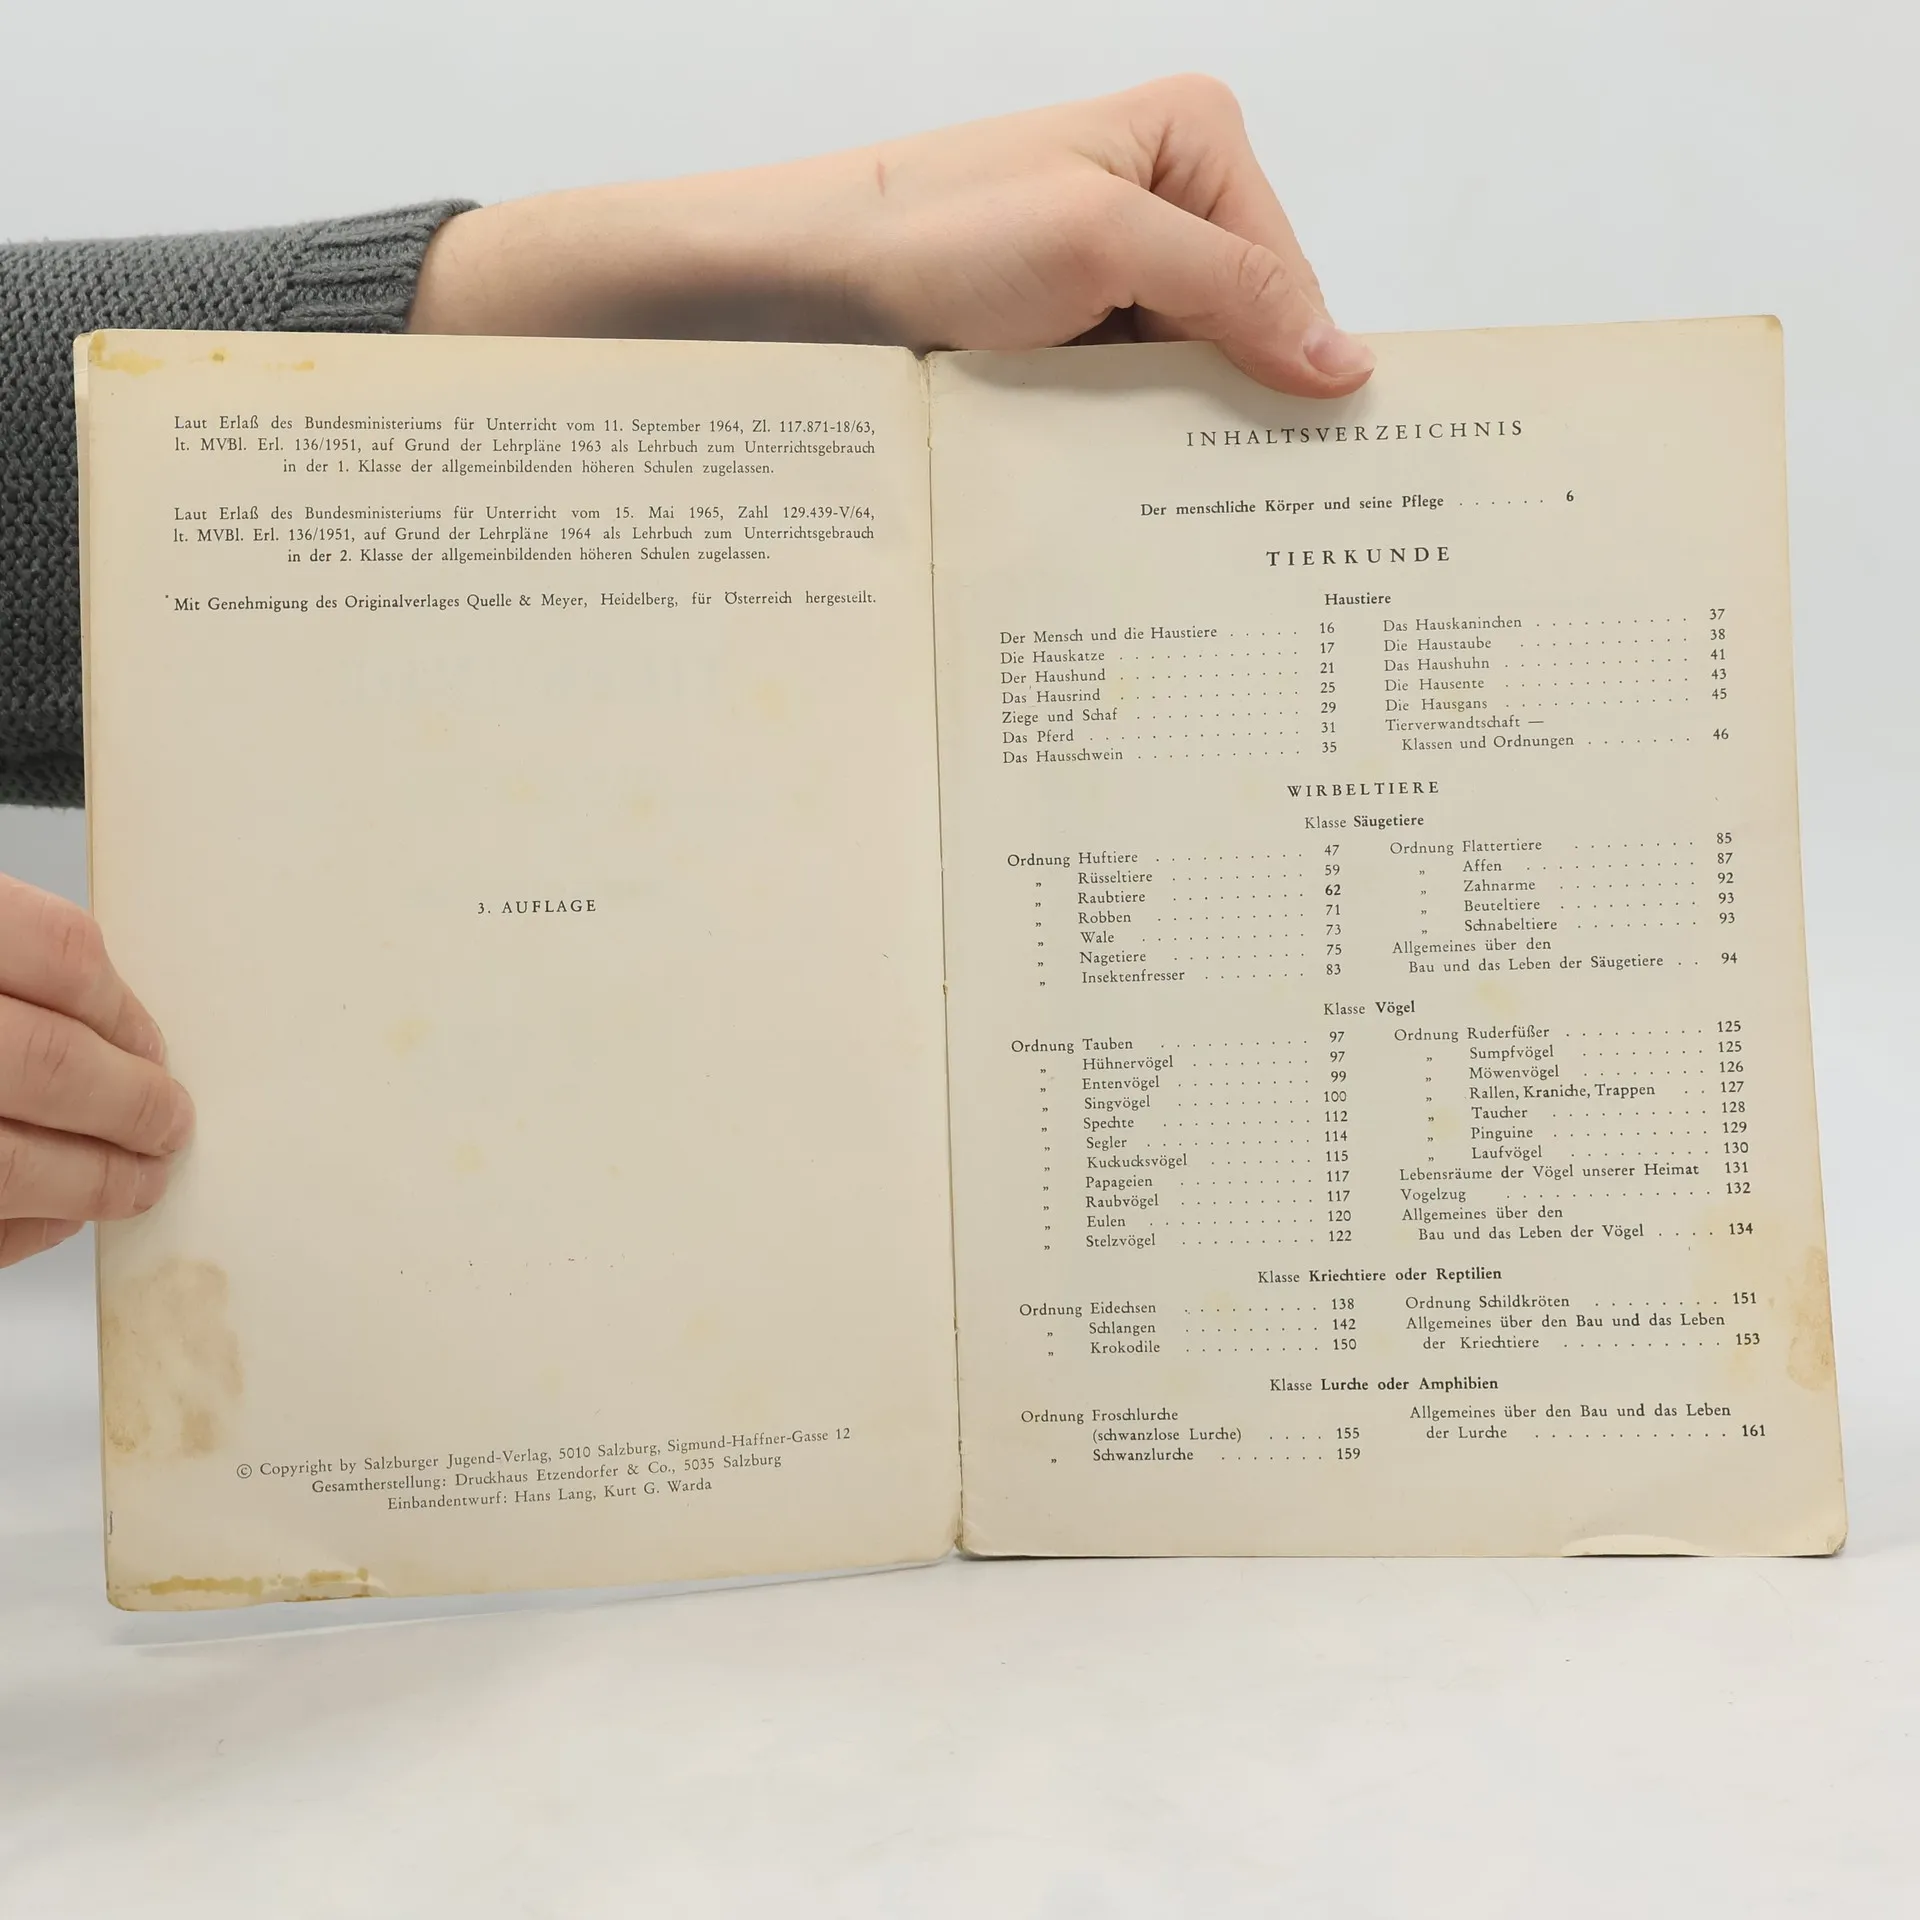 Laut Erlaß des Bundesministeriums für Unterricht vom 11. September 1964, Zl. 117.871-18/63,
lt. MVBl. Erl. 136/1951, auf Grund der Lehrpläne 1963 als Lehrbuch zum Unterrichtsgebrauch
in der 1. Klasse der allgemeinbildenden höheren Schulen zugelassen.
Laut Erlaß des Bundesministeriums für Unterricht vom 15. Mai 1965, Zahl 129.439-V/64,
lt. MVBl. Erl. 136/1951, auf Grund der Lehrpläne 1964 als Lehrbuch zum Unterrichtsgebrauch
in der 2. Klasse der allgemeinbildenden höheren Schulen zugelassen.
Mit Genehmigung des Originalverlages Quelle & Meyer, Heidelberg, für Österreich hergestellt.
3. AUFLAGE
© Copyright by Salzburger Jugend-Verlag, 5010 Salzburg, Sigmund-Haffner-Gasse 12
Gesamtherstellung: Druckhaus Etzendorfer & Co., 5035 Salzburg
Einbandentwurf: Hans Lang, Kurt G. Warda
INHALTSVERZEICHNIS
Der menschliche Körper und seine Pflege . . . . . . 6
TIERKUNDE
Haustiere
Der Mensch und die Haustiere . . . . . 16
Die Hauskatze . . . . . . . . . . . . 17
Der Haushund . . . . . . . . . . . . 21
Das Hausrind . . . . . . . . . . . . 25
Ziege und Schaf . . . . . . . . . . . 29
Das Pferd . . . . . . . . . . . . . . 31
Das Hausschwein . . . . . . . . . . . 35
Das Hauskaninchen . . . . . . . . . . 37
Die Haustaube . . . . . . . . . . . 38
Das Haushuhn . . . . . . . . . . . . 41
Die Hausente . . . . . . . . . . . . 43
Die Hausgans . . . . . . . . . . . . 45
Tierverwandtschaft —
Klassen und Ordnungen . . . . . . . 46
WIRBELTIERE
Klasse Säugetiere
Ordnung Huftiere . . . . . . . . . . 47
„ Rüsseltiere . . . . . . . . . 59
„ Raubtiere . . . . . . . . . 62
„ Robben . . . . . . . . . . 71
„ Wale . . . . . . . . . . . 73
„ Nagetiere . . . . . . . . . 75
„ Insektenfresser . . . . . . . 83
Ordnung Flattertiere . . . . . . . . 85
„ Affen . . . . . . . . . . . 87
„ Zahnarme . . . . . . . . . 92
„ Beuteltiere . . . . . . . . . 93
„ Schnabeltiere . . . . . . . . 93
Allgemeines über den
Bau und das Leben der Säugetiere . . 94
Klasse Vögel
Ordnung Tauben . . . . . . . . . . 97
„ Hühnervögel . . . . . . . . 97
„ Entenvögel . . . . . . . . . 99
„ Singvögel . . . . . . . . . 100
„ Spechte . . . . . . . . . . 112
„ Segler . . . . . . . . . . . 114
„ Kuckucksvögel . . . . . . . 115
„ Papageien . . . . . . . . . 117
„ Raubvögel . . . . . . . . . 117
„ Eulen . . . . . . . . . . . 120
„ Stelzvögel . . . . . . . . . 122
Ordnung Ruderfüßer . . . . . . . . . 125
„ Sumpfvögel . . . . . . . . 125
„ Möwenvögel . . . . . . . . 126
„ Rallen, Kraniche, Trappen . . 127
„ Taucher . . . . . . . . . . 128
„ Pinguine . . . . . . . . . . 129
„ Laufvögel . . . . . . . . . 130
Lebensräume der Vögel unserer Heimat 131
Vogelzug . . . . . . . . . . . . . 132
Allgemeines über den
Bau und das Leben der Vögel . . . . 134
Klasse Kriechtiere oder Reptilien
Ordnung Eidechsen . . . . . . . . . 138
„ Schlangen . . . . . . . . . 142
„ Krokodile . . . . . . . . . 150
Ordnung Schildkröten . . . . . . . . 151
Allgemeines über den Bau und das Leben
der Kriechtiere . . . . . . . . . . 153
Klasse Lurche oder Amphibien
Ordnung Froschlurche
(schwanzlose Lurche) . . . . 155
„ Schwanzlurche . . . . . . . 159
Allgemeines über den Bau und das Leben
der Lurche . . . . . . . . . . . . 161